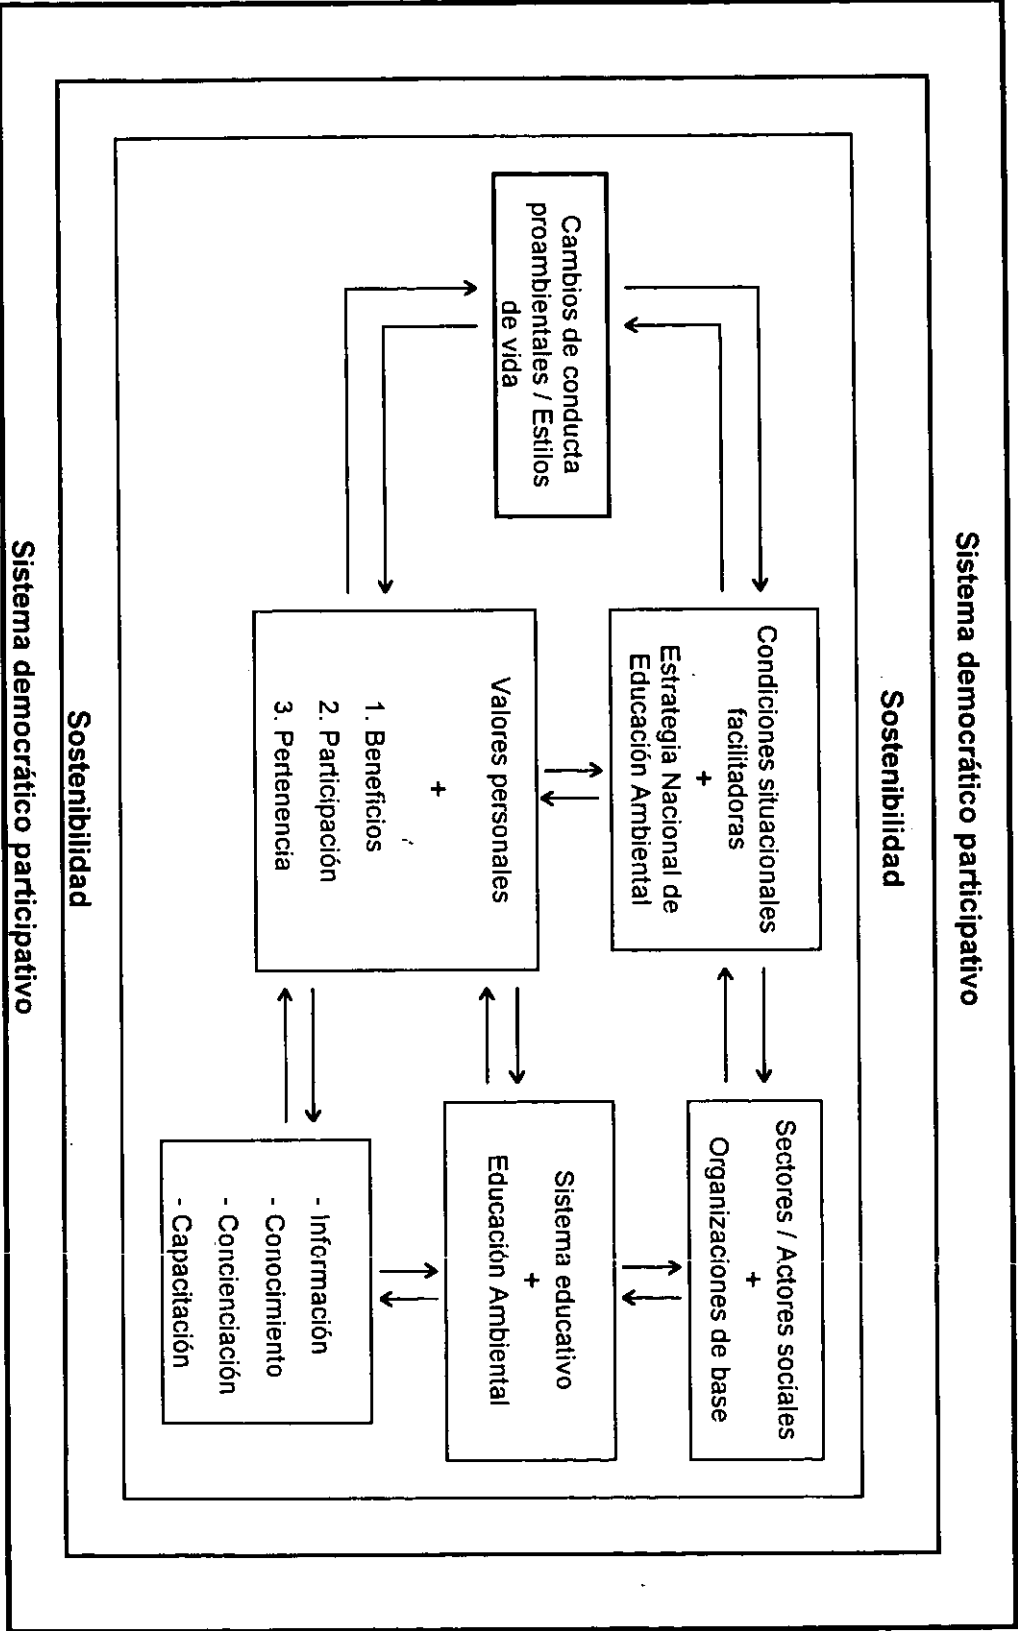 Sistema democrático participativo
Sostenibilidad
Cambios de conducta
proambientales / Estilos
de vida
Condiciones situacionales
facilitadoras
+
Estrategia Nacional de
Educación Ambiental
Valores personales
+
1. Beneficios
2. Participación
3. Pertenencia
Sectores / Actores sociales
+
Organizaciones de base
Sistema educativo
+
Educación Ambiental
- Información
- Conocimiento
- Concienciación
- Capacitación
Sostenibilidad
Sistema democrático participativo